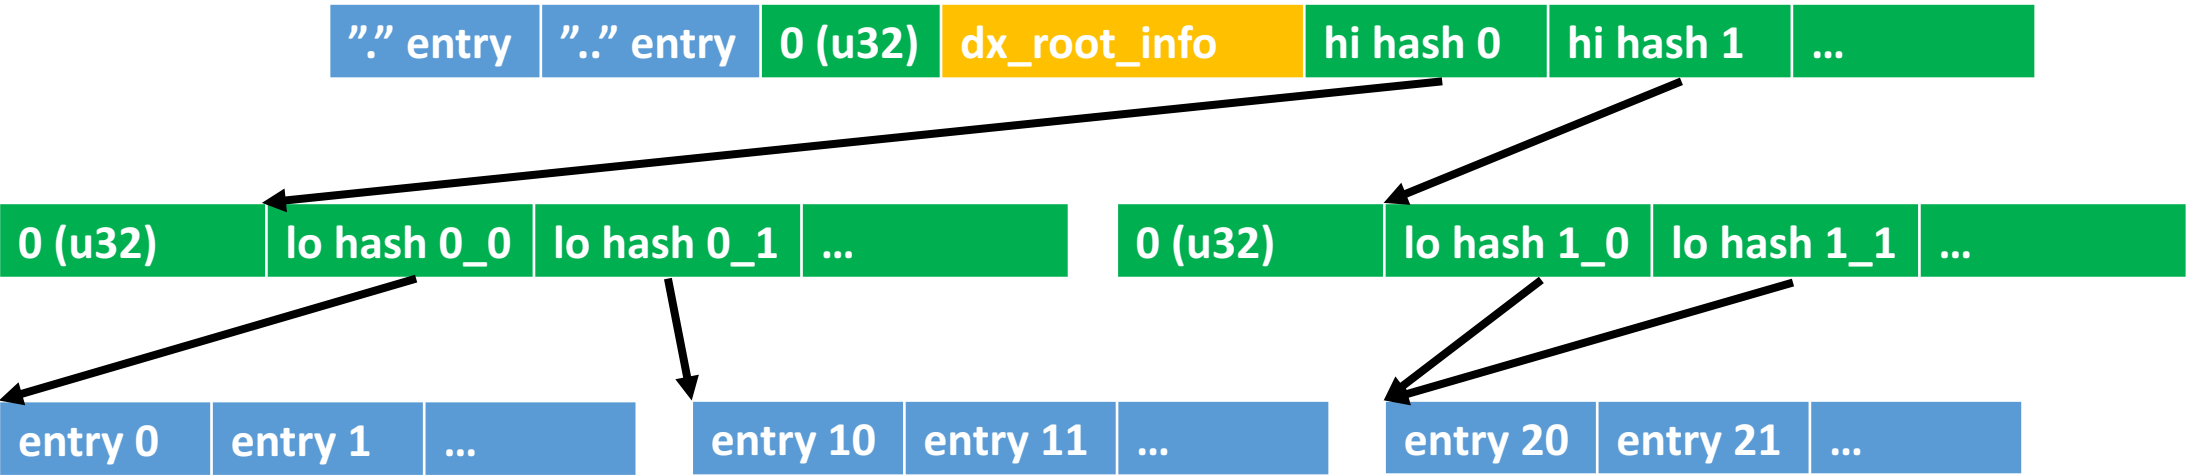 ”.” entry ”..” entry 0 (u32) dx_root_info hi hash 0 hi hash 1 ...
0 (u32) lo hash 0_0 lo hash 0_1 ... 0 (u32) lo hash 1_0 lo hash 1_1 ...
entry 0 entry 1 ... entry 10 entry 11 ... entry 20 entry 21 ...